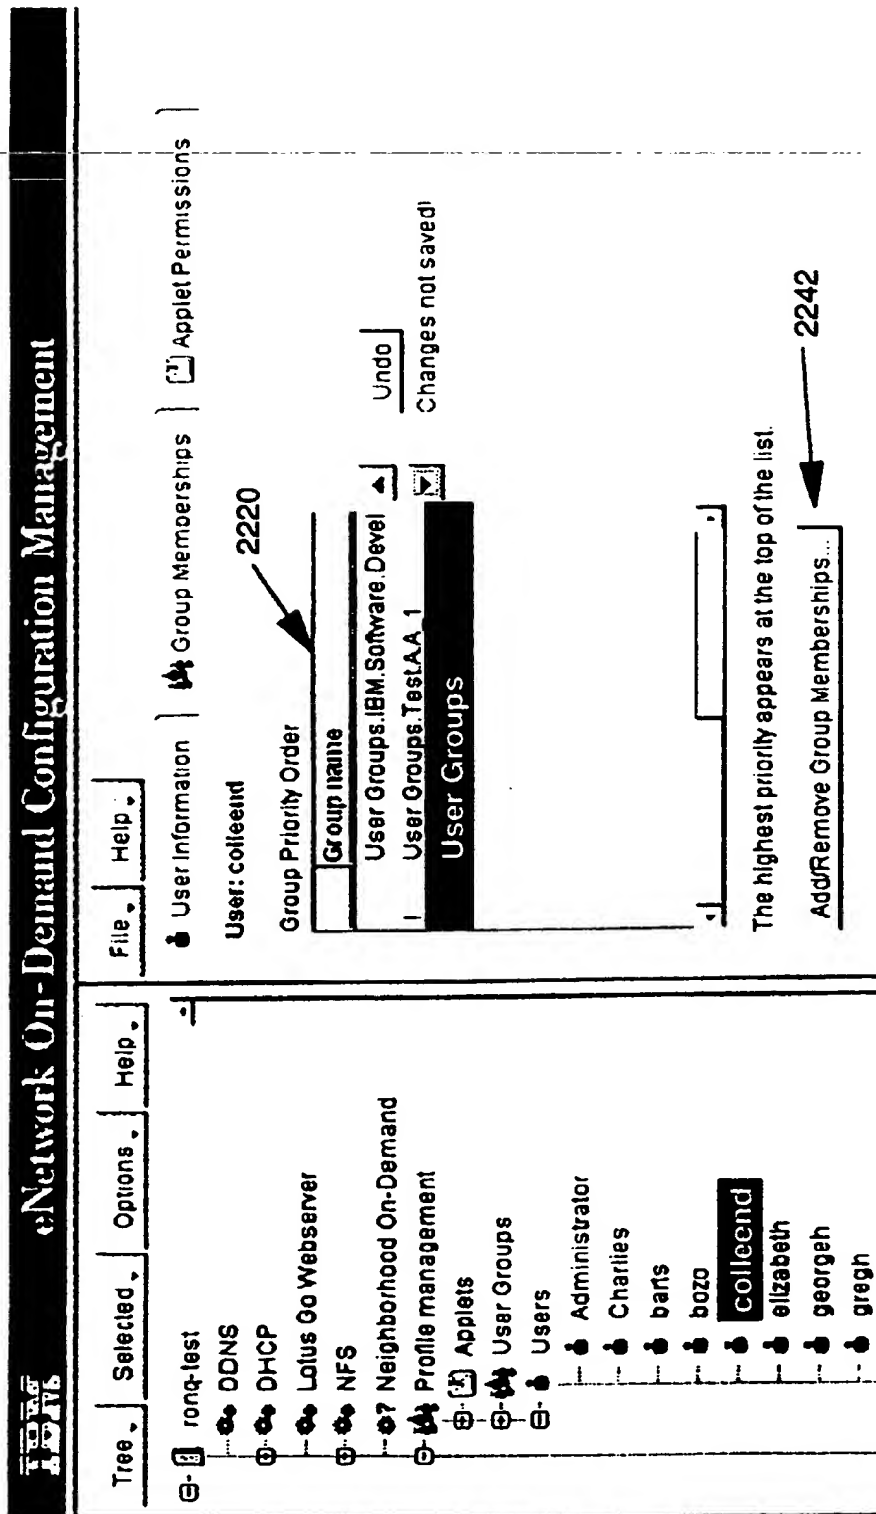 IBM eNetwork On-Demand Configuration Management
Tree Selected Options Help
ronq-test
DDNS
DHCP
Lotus Go Webserver
NFS
Neighborhood On-Demand
Profile management
Applets
User Groups
Users
Administrator
Charlies
barts
bozo
colleend
elizabeth
georgeh
gregh
File Help
User Information Group Memberships Applet Permissions
User: colleend
Group Priority Order
2220
Group name
User Groups.IBM.Software.Devel
User Groups.Test.AA_1
User Groups
Undo
Changes not saved!
The highest priority appears at the top of the list.
Add/Remove Group Memberships...
2242